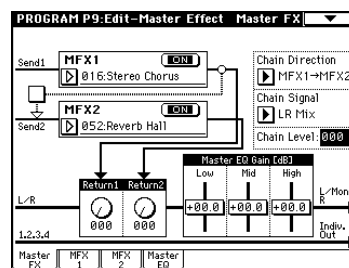 PROGRAM P9:Edit-Master Effect Master FX
Send1
MFX1 ON
016:Stereo Chorus
Chain Direction
MFX1→MFX2
Chain Signal
LR Mix
Chain Level: 000
MFX2 ON
052:Reverb Hall
Send2
Master EQ Gain [dB]
Low Mid High
+00.0 +00.0 +00.0
Return1 Return2
000 000
L/R
L/Mon
R
Indiv.
Out
1.2.3.4
Master FX
MFX 1
MFX 2
Master EQ